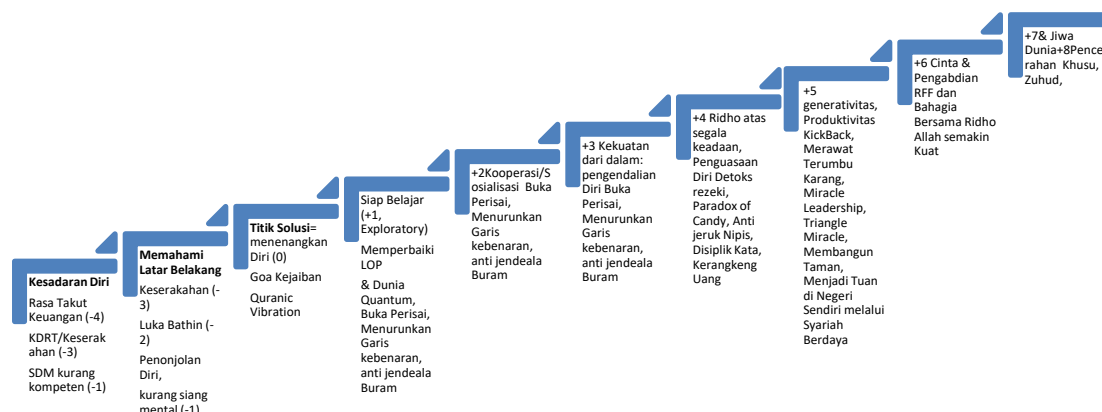 Kesadaran Diri
Rasa Takut
Keuangan (-4)
KDRT/Keserak
ahan (-3)
SDM kurang
kompeten (-1)
Memahami
Latar Belakang
Keserakahan (-
3)
Luka Bathin (-
2)
Penonjolan
Diri,
kurang siang
mental (-1)
Titik Solusi=
menenangkan
Diri (0)
Goa Kejaiban
Quranic
Vibration
Siap Belajar
(+1,
Exploratory)
Memperbaiki
LOP
& Dunia
Quantum,
Buka Perisai,
Menurunkan
Garis
kebenaran,
anti jendeala
Buram
+2Kooperasi/S
osialisasi Buka
Perisai,
Menurunkan
Garis
kebenaran,
anti jendeala
Buram
+3 Kekuatan
dari dalam:
pengendalian
Diri Buka
Perisai,
Menurunkan
Garis
kebenaran,
anti jendeala
Buram
+4 Ridho atas
segala
keadaan,
Penguasaan
Diri Detoks
rezeki,
Paradox of
Candy, Anti
jeruk Nipis,
Disiplik Kata,
Kerangkeng
Uang
+5
generativitas,
Produktivitas
KickBack,
Merawat
Terumbu
Karang,
Miracle
Leadership,
Triangle
Miracle,
Membangun
Taman,
Menjadi Tuan
di Negeri
Sendiri melalui
Syariah
Berdaya
+6 Cinta &
Pengabdian
RFF dan
Bahagia
Bersama Ridho
Allah semakin
Kuat
+7& Jiwa
Dunia+8Pence
rahan Khusu,
Zuhud,